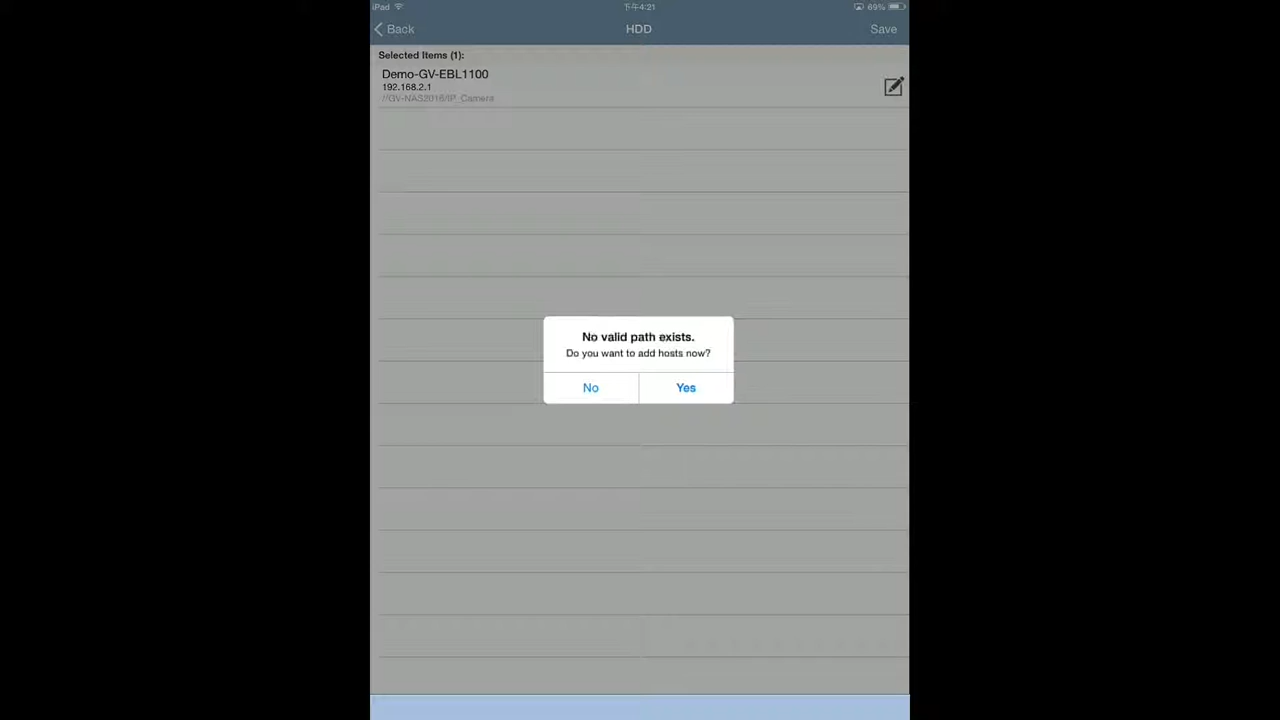 iPad
下午4:21
69%
Back
HDD
Save
Selected Items (1):
Demo-GV-EBL1100
192.168.2.1
//GV-NAS2016/IP_Camera
No valid path exists.
Do you want to add hosts now?
No
Yes